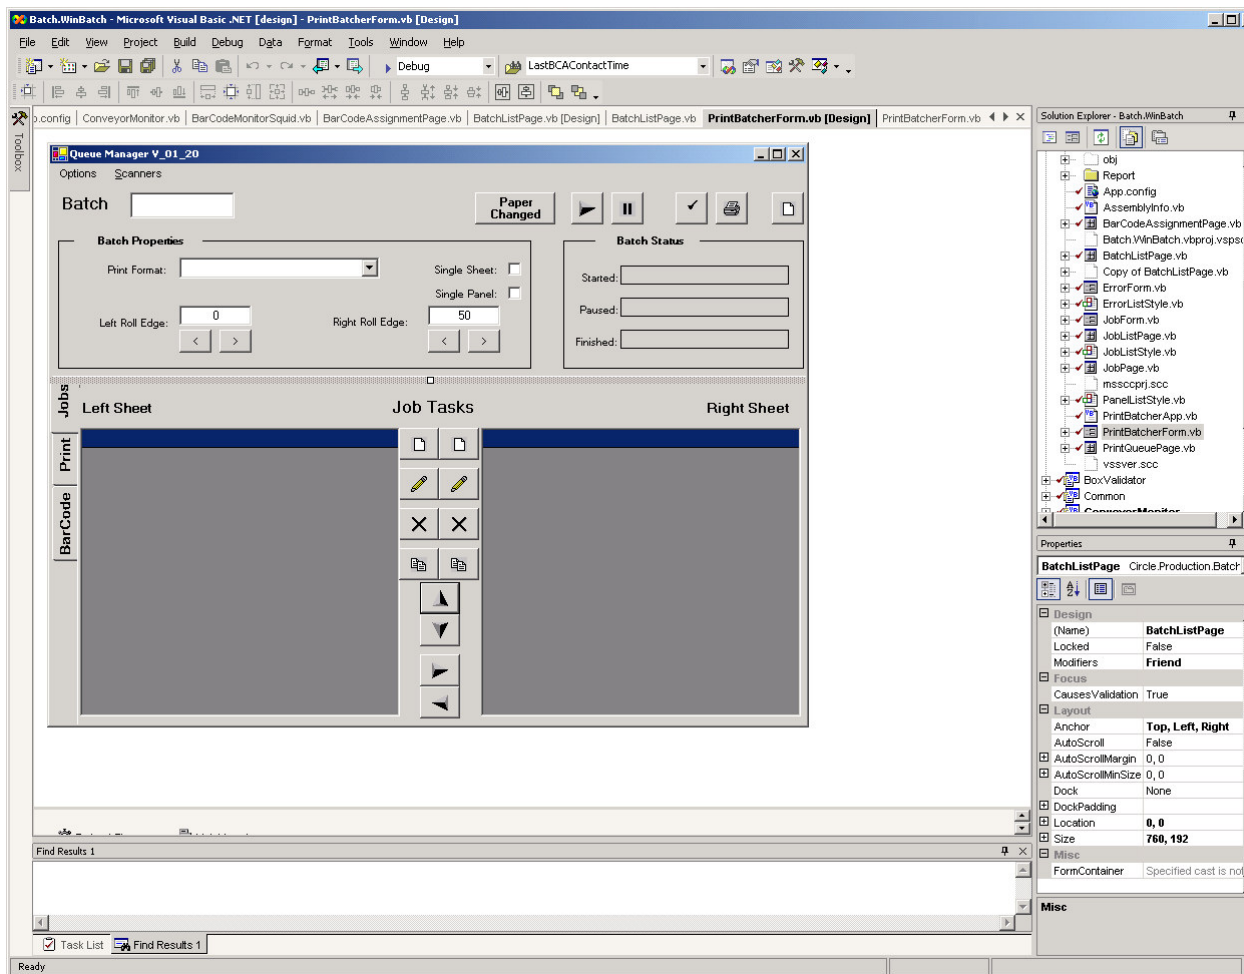 Batch.WinBatch - Microsoft Visual Basic .NET [design] - PrintBatcherForm.vb [Design]
File Edit View Project Build Debug Data Format Tools Window Help
Debug LastBCAContactTime
Toolbox
o.config ConveyorMonitor.vb BarCodeMonitorSquid.vb BarCodeAssignmentPage.vb BatchListPage.vb [Design] BatchListPage.vb PrintBatcherForm.vb [Design] PrintBatcherForm.vb
Queue Manager V_01_20
Options Scanners
Batch
Paper
Changed
Batch Properties
Print Format:
Single Sheet:
Single Panel:
Left Roll Edge: 0
Right Roll Edge: 50
< >
< >
Batch Status
Started:
Paused:
Finished:
Jobs
Print
BarCode
Left Sheet Job Tasks Right Sheet
Find Results 1
Task List Find Results 1
Ready
Solution Explorer - Batch.WinBatch
obj
Report
App.config
AssemblyInfo.vb
BarCodeAssignmentPage.vb
Batch.WinBatch.vbproj.vspsc
BatchListPage.vb
Copy of BatchListPage.vb
ErrorForm.vb
ErrorListStyle.vb
JobForm.vb
JobListPage.vb
JobListStyle.vb
JobPage.vb
mssccprj.scc
PanelListStyle.vb
PrintBatcherApp.vb
PrintBatcherForm.vb
PrintQueuePage.vb
vssver.scc
BoxValidator
Common
ConveyorMonitor
Properties
BatchListPage Circle.Production.Batch
Design
(Name) BatchListPage
Locked False
Modifiers Friend
Focus
CausesValidation True
Layout
Anchor Top, Left, Right
AutoScroll False
AutoScrollMargin 0, 0
AutoScrollMinSize 0, 0
Dock None
DockPadding
Location 0, 0
Size 760, 192
Misc
FormContainer Specified cast is not
Misc